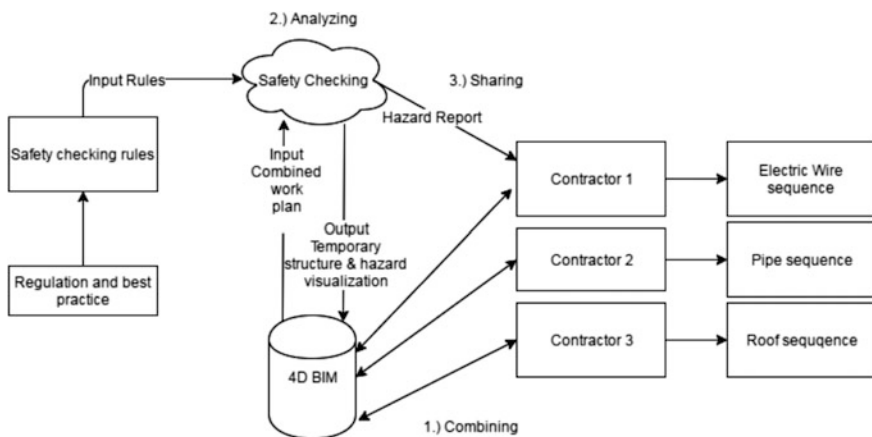 2.) Analyzing
Input Rules
Safety Checking
3.) Sharing
Hazard Report
Safety checking rules
Input
Combined
work
plan
Contractor 1
Electric Wire
sequence
Output
Temporary
structure & hazard
visualization
Contractor 2
Pipe sequence
Regulation and best
practice
4D BIM
Contractor 3
Roof sequqence
1.) Combining